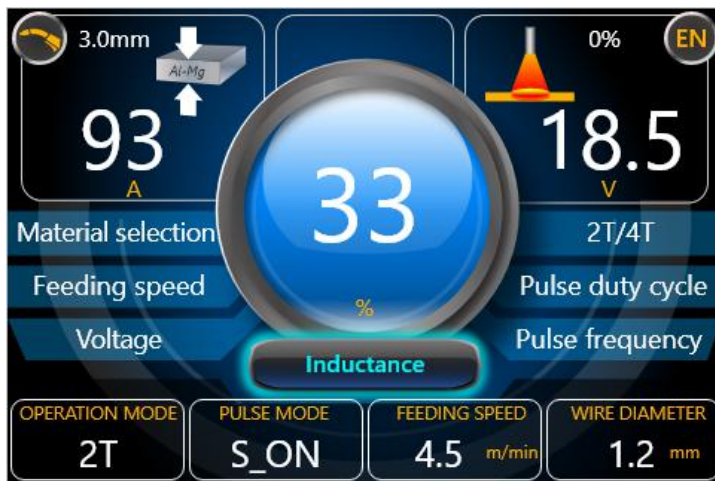 3.0mm
Al-Mg
93
A
0%
EN
18.5
V
33
%
Material selection
Feeding speed
Voltage
2T/4T
Pulse duty cycle
Pulse frequency
Inductance
OPERATION MODE
2T
PULSE MODE
S_ON
FEEDING SPEED
4.5 m/min
WIRE DIAMETER
1.2 mm